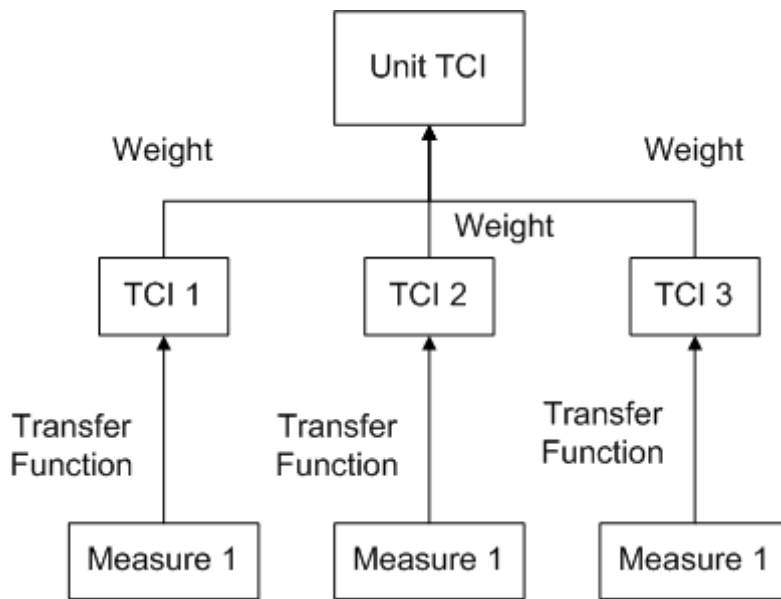 Unit TCI
Weight
Weight
Weight
TCI 1
TCI 2
TCI 3
Transfer
Function
Transfer
Function
Transfer
Function
Measure 1
Measure 1
Measure 1